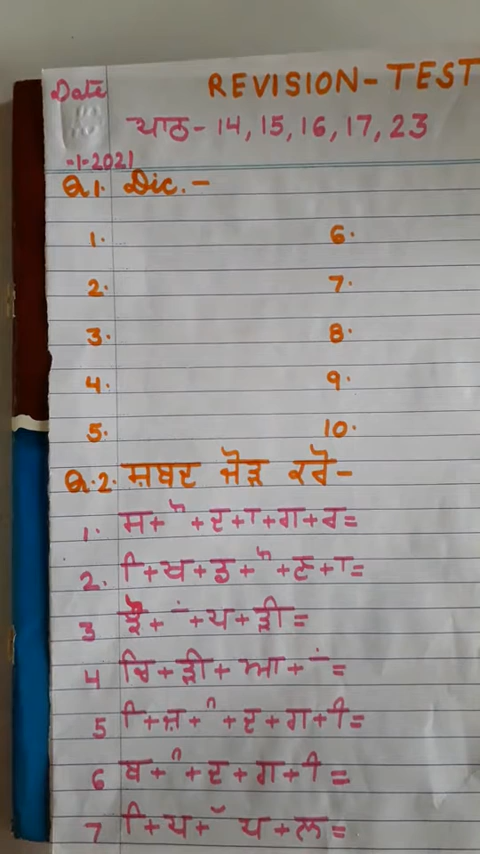 Date REVISION-TEST
ਪਾਠ- 14, 15, 16, 17, 23
-1-2021
Q1. Dic.-
1. 6.
2. 7.
3. 8.
4. 9.
5. 10.
Q.2. ਸ਼ਬਦ ਜੋੜ ਕਰੋ-
1. ਸ+ ੌ +ਦ+ਾ+ਗ+ਰ=
2. ਿ+ਖ+ਡ+ ੌ +ਣ+ਾ=
3 ਝੌ+ ਂ +ਪ+ੜੀ=
4 ਚਿ+ੜੀ+ਆ+ ਂ =
5 ਿ+ਜ਼+ ੰ +ਦ+ਗ+ੀ=
6 ਬ+ ੰ +ਦ+ਗ+ੀ=
7 ਿ+ਪ+ ੱ ਪ+ਲ=